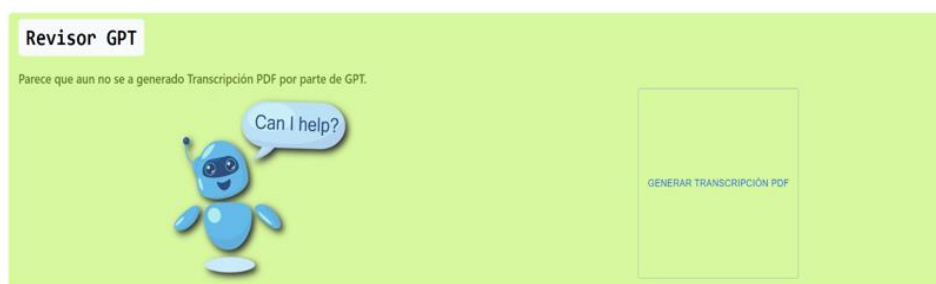 Revisor GPT
Parece que aun no se a generado Transcripción PDF por parte de GPT.
Can I help?
GENERAR TRANSCRIPCIÓN PDF